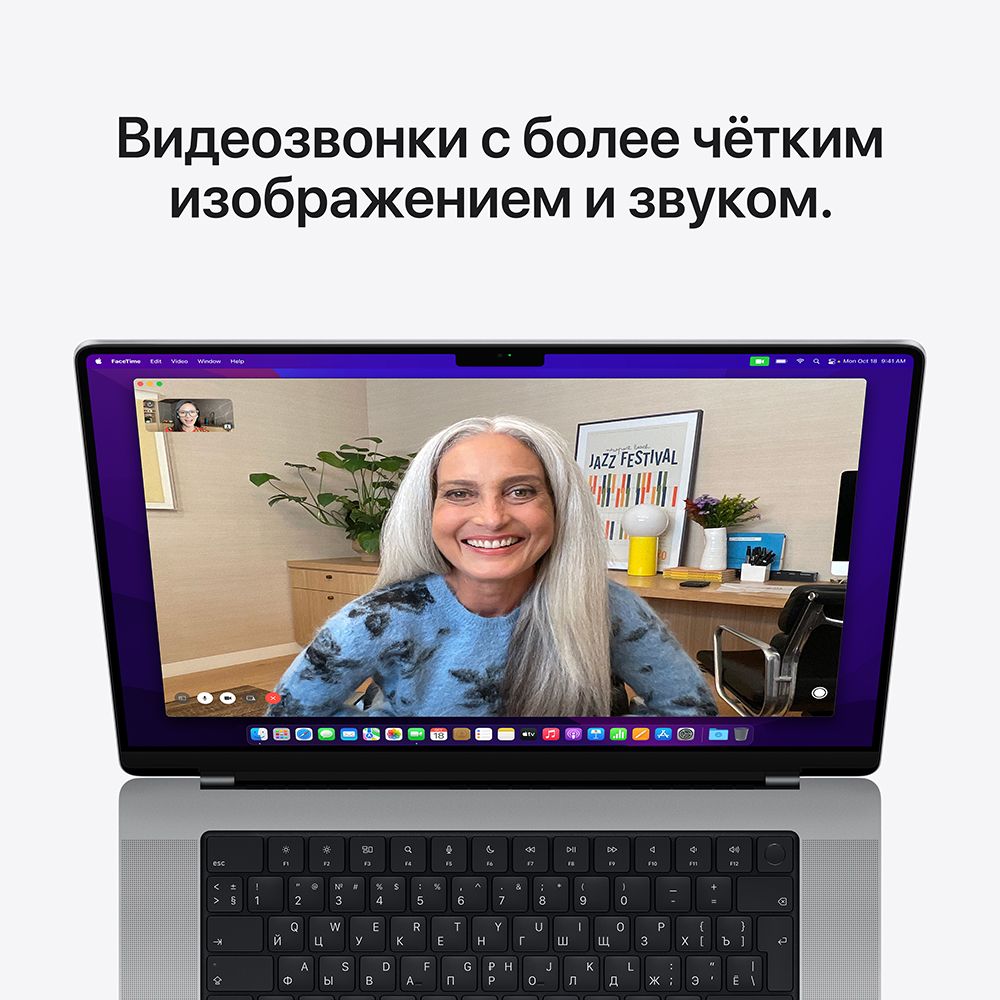 Видеозвонки с более чётким
изображением и звуком.
FaceTime Edit Video Window Help
Mon Oct 18 9:41 AM
JAZZ FESTIVAL
18
tv
esc F1 F2 F3 F4 F5 F6 F7 F8 F9 F10 F11 F12
< ± ! " @ № # % $ : % , ^ . & ; * ( ) _ +
> § 1 2 3 4 5 6 7 8 9 0 - =
Q W E R T Y U I O P { }
Й Ц У К Е Н Г Ш Щ З Х [ Ъ ]
A S D F G H J K L : " |
Ф Ы В А П Р О Л Д Ж ; Э ' Ё \